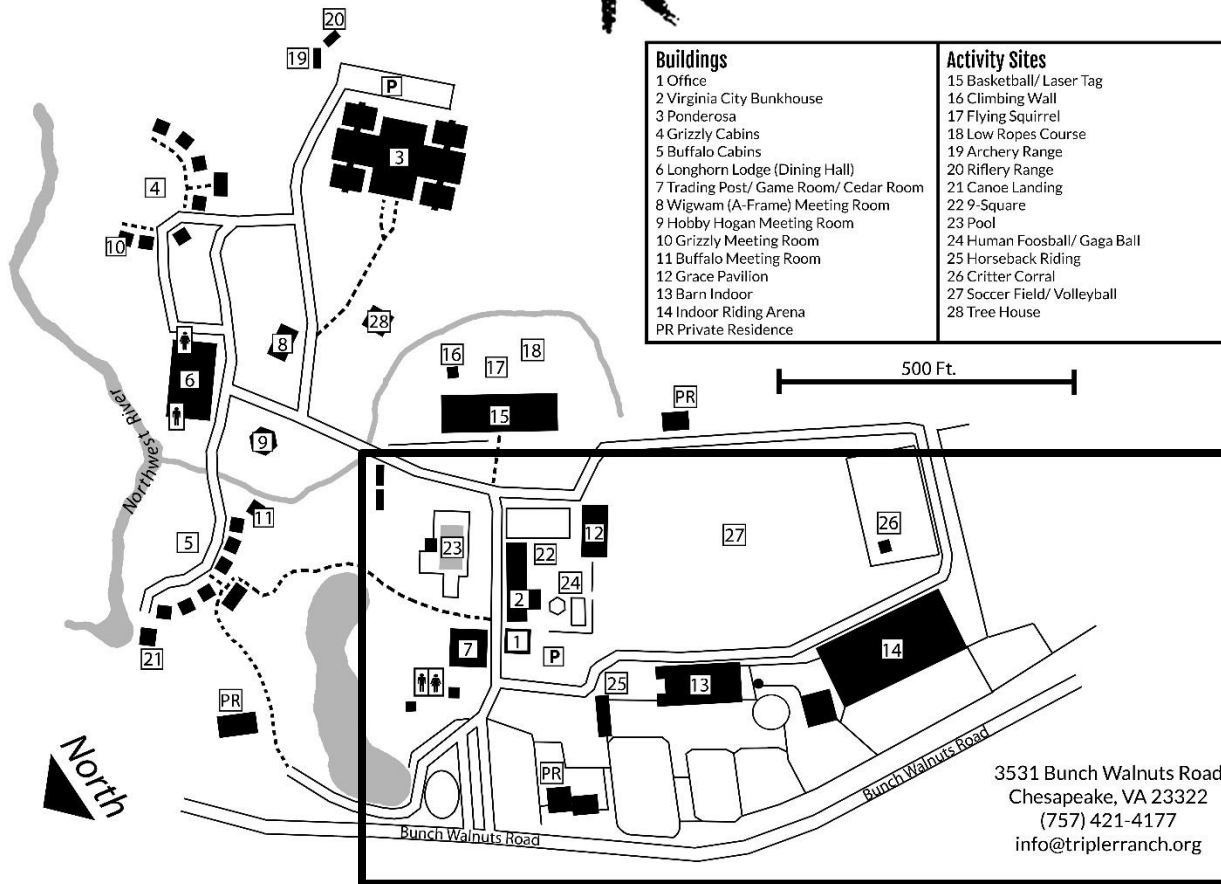 Buildings
1 Office
2 Virginia City Bunkhouse
3 Ponderosa
4 Grizzly Cabins
5 Buffalo Cabins
6 Longhorn Lodge (Dining Hall)
7 Trading Post/ Game Room/ Cedar Room
8 Wigwam (A-Frame) Meeting Room
9 Hobby Hogan Meeting Room
10 Grizzly Meeting Room
11 Buffalo Meeting Room
12 Grace Pavilion
13 Barn Indoor
14 Indoor Riding Arena
PR Private Residence
Activity Sites
15 Basketball/ Laser Tag
16 Climbing Wall
17 Flying Squirrel
18 Low Ropes Course
19 Archery Range
20 Riflery Range
21 Canoe Landing
22 9-Square
23 Pool
24 Human Foosball/ Gaga Ball
25 Horseback Riding
26 Critter Corral
27 Soccer Field/ Volleyball
28 Tree House
20
19
P
3
4
10
28
8
16
17
18
500 Ft.
6
PR
15
9
Northwest River
11
5
23
22
12
27
26
24
2
1
7
P
21
14
25
13
PR
PR
North
Bunch Walnuts Road
Bunch Walnuts Road
3531 Bunch Walnuts Road
Chesapeake, VA 23322
(757) 421-4177
info@triplerranch.org